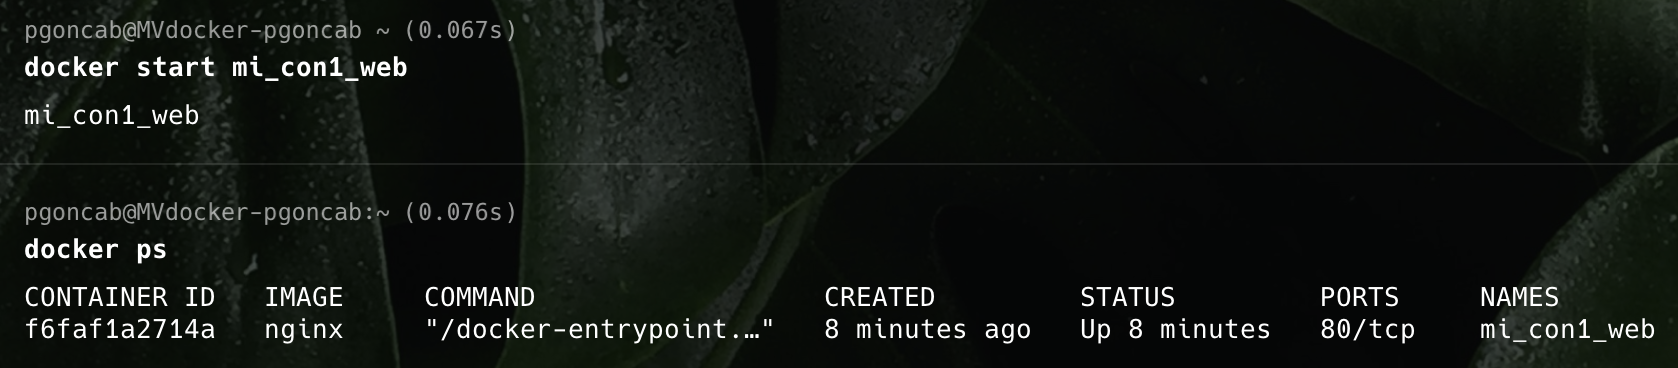 pgoncab@MVdocker-pgoncab ~ (0.067s)
docker start mi_con1_web
mi_con1_web
pgoncab@MVdocker-pgoncab:~ (0.076s)
docker ps
CONTAINER ID   IMAGE     COMMAND                  CREATED         STATUS         PORTS     NAMES
f6faf1a2714a   nginx     "/docker-entrypoint.…"   8 minutes ago   Up 8 minutes   80/tcp    mi_con1_web